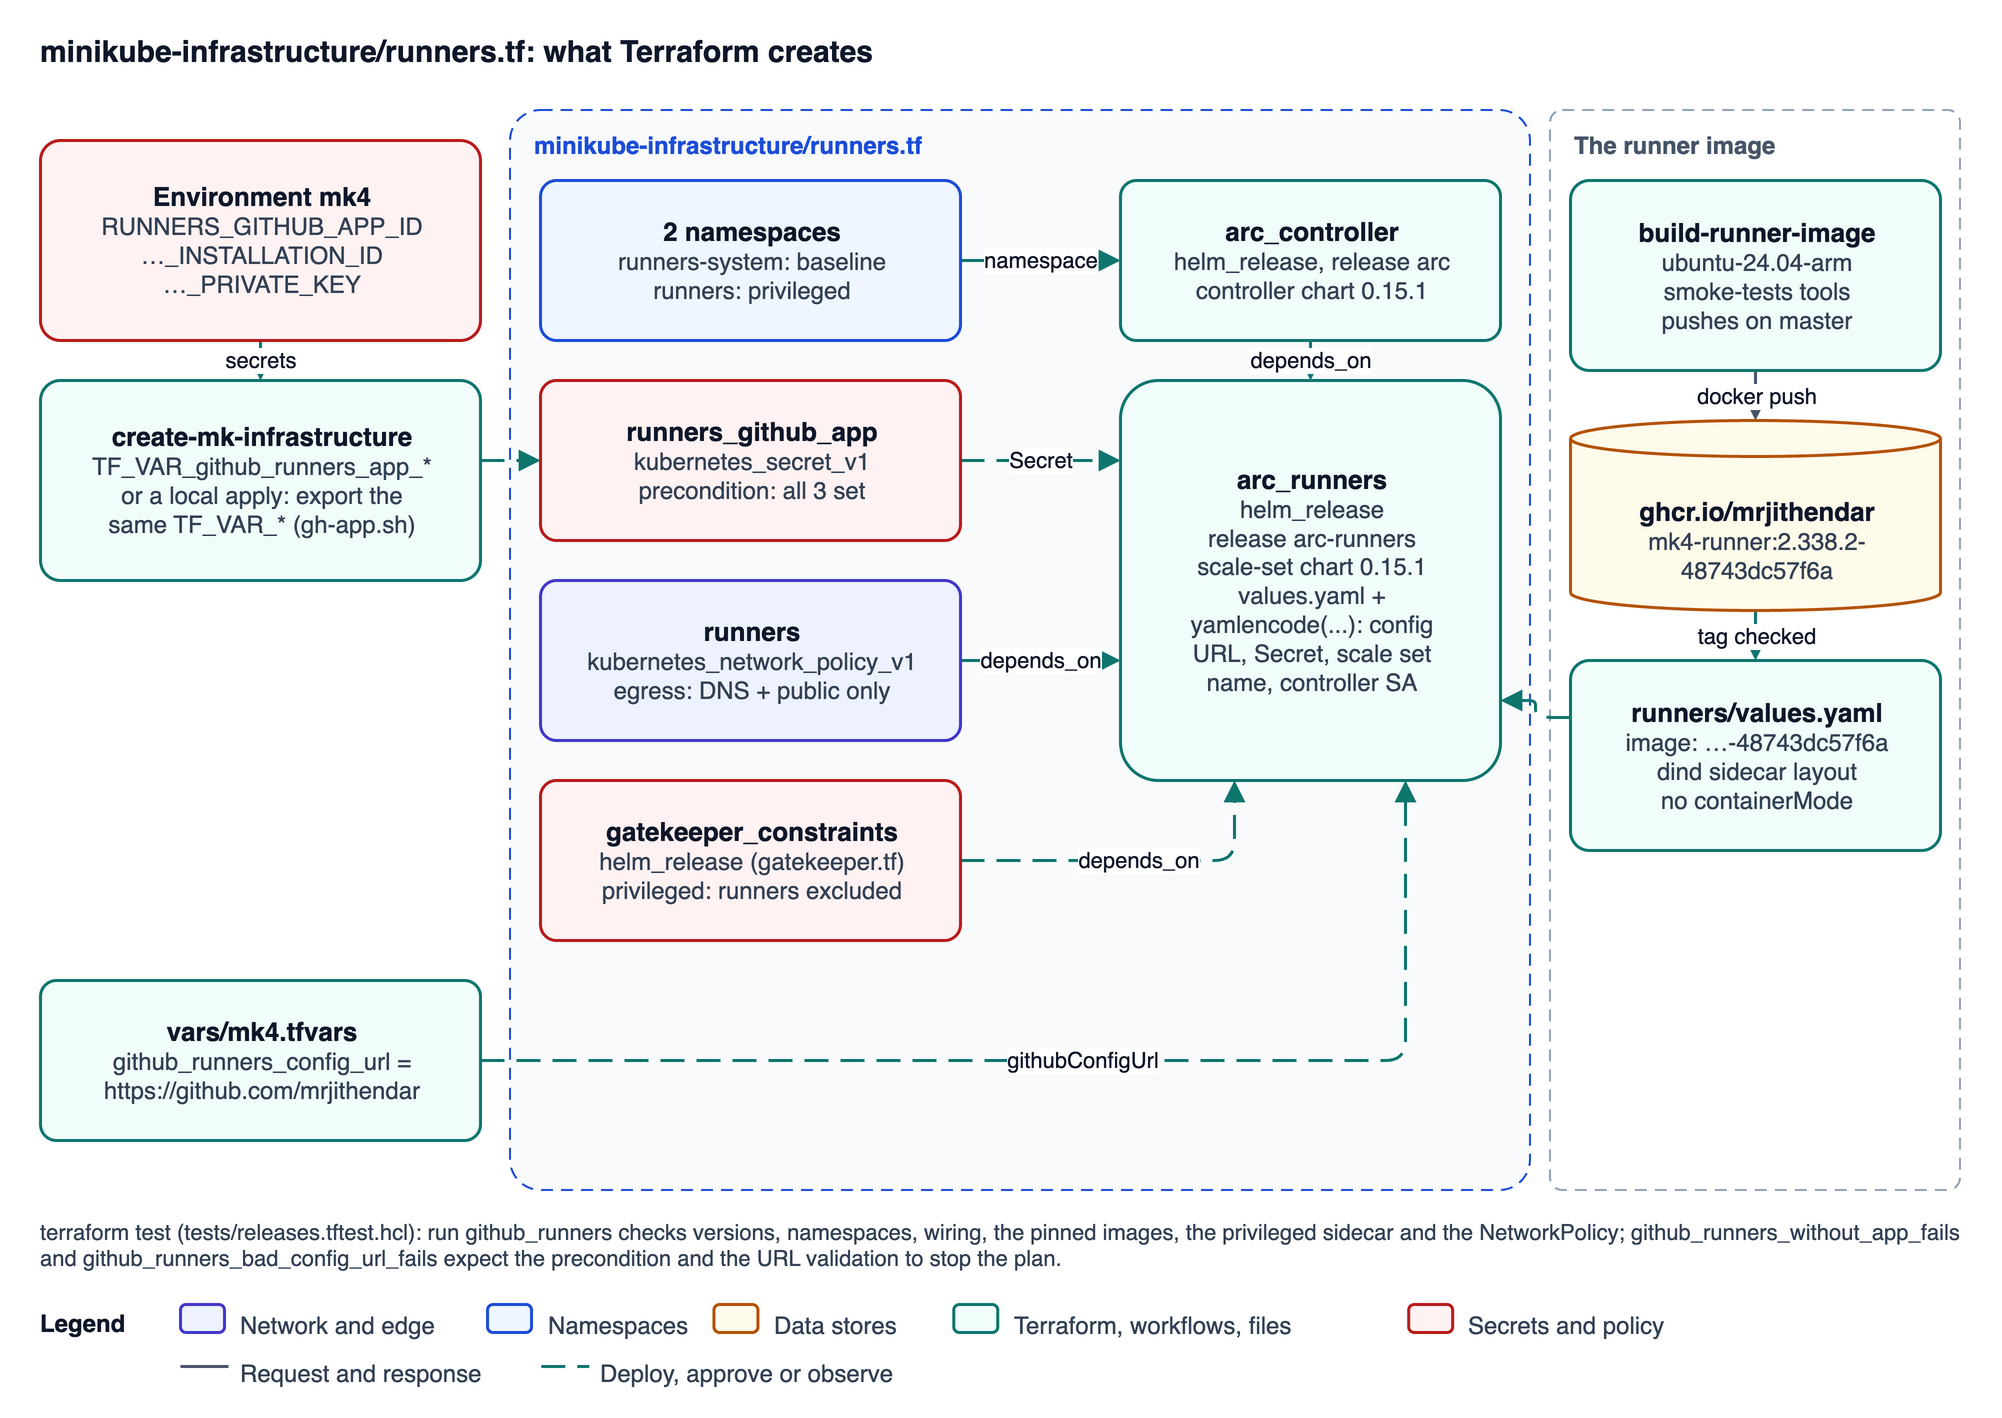 minikube-infrastructure/runners.tf: what Terraform creates
Environment mk4
RUNNERS_GITHUB_APP_ID
…_INSTALLATION_ID
…_PRIVATE_KEY
secrets
create-mk-infrastructure
TF_VAR_github_runners_app_*
or a local apply: export the
same TF_VAR_* (gh-app.sh)
vars/mk4.tfvars
github_runners_config_url =
https://github.com/mrjithendar
minikube-infrastructure/runners.tf
2 namespaces
runners-system: baseline
runners: privileged
namespace
arc_controller
helm_release, release arc
controller chart 0.15.1
depends_on
runners_github_app
kubernetes_secret_v1
precondition: all 3 set
Secret
arc_runners
helm_release
release arc-runners
scale-set chart 0.15.1
values.yaml +
yamlencode(...): config
URL, Secret, scale set
name, controller SA
runners
kubernetes_network_policy_v1
egress: DNS + public only
depends_on
gatekeeper_constraints
helm_release (gatekeeper.tf)
privileged: runners excluded
depends_on
githubConfigUrl
The runner image
build-runner-image
ubuntu-24.04-arm
smoke-tests tools
pushes on master
docker push
ghcr.io/mrjithendar
mk4-runner:2.338.2-
48743dc57f6a
tag checked
runners/values.yaml
image: …-48743dc57f6a
dind sidecar layout
no containerMode
terraform test (tests/releases.tftest.hcl): run github_runners checks versions, namespaces, wiring, the pinned images, the privileged sidecar and the NetworkPolicy; github_runners_without_app_fails
and github_runners_bad_config_url_fails expect the precondition and the URL validation to stop the plan.
Legend
Network and edge
Namespaces
Data stores
Terraform, workflows, files
Secrets and policy
Request and response
Deploy, approve or observe